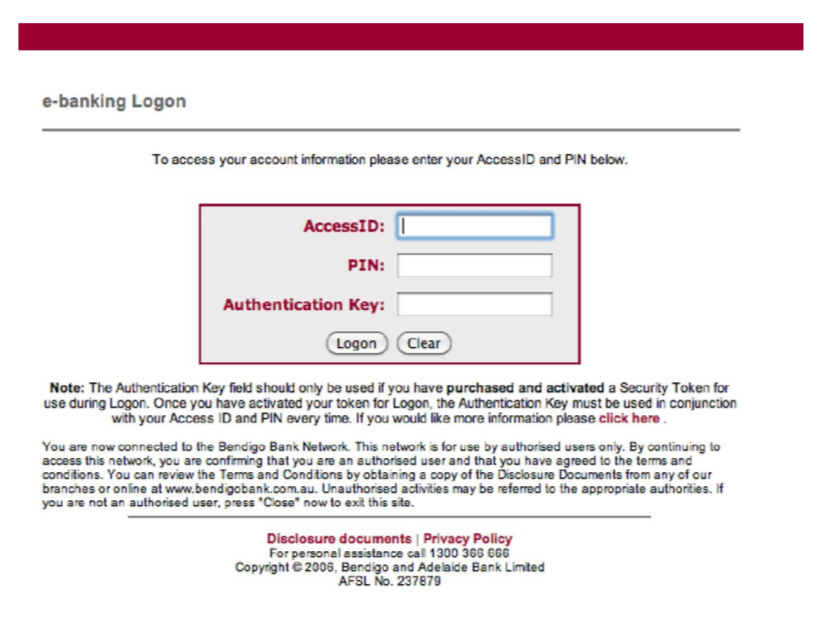 e-banking Logon
To access your account information please enter your AccessID and PIN below.
AccessID:
PIN:
Authentication Key:
Logon Clear
Note: The Authentication Key field should only be used if you have purchased and activated a Security Token for
use during Logon. Once you have activated your token for Logon, the Authentication Key must be used in conjunction
with your Access ID and PIN every time. If you would like more information please click here .
You are now connected to the Bendigo Bank Network. This network is for use by authorised users only. By continuing to
access this network, you are confirming that you are an authorised user and that you have agreed to the terms and
conditions. You can review the Terms and Conditions by obtaining a copy of the Disclosure Documents from any of our
branches or online at www.bendigobank.com.au. Unauthorised activities may be referred to the appropriate authorities. If
you are not an authorised user, press "Close" now to exit this site.
Disclosure documents | Privacy Policy
For personal assistance call 1300 366 666
Copyright © 2006, Bendigo and Adelaide Bank Limited
AFSL No. 237879